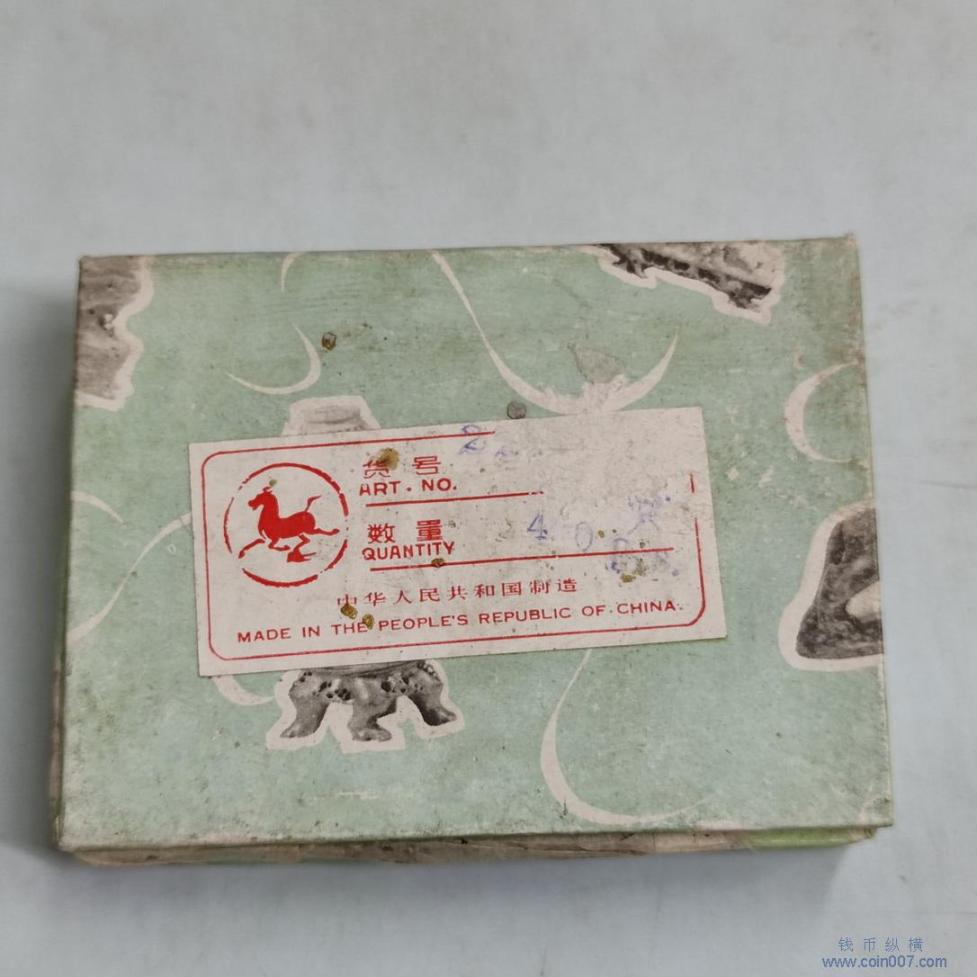 货号
ART. NO.
数量 40
QUANTITY
中华人民共和国制造
MADE IN THE PEOPLE'S REPUBLIC OF CHINA.
钱币纵横
www.coin007.com